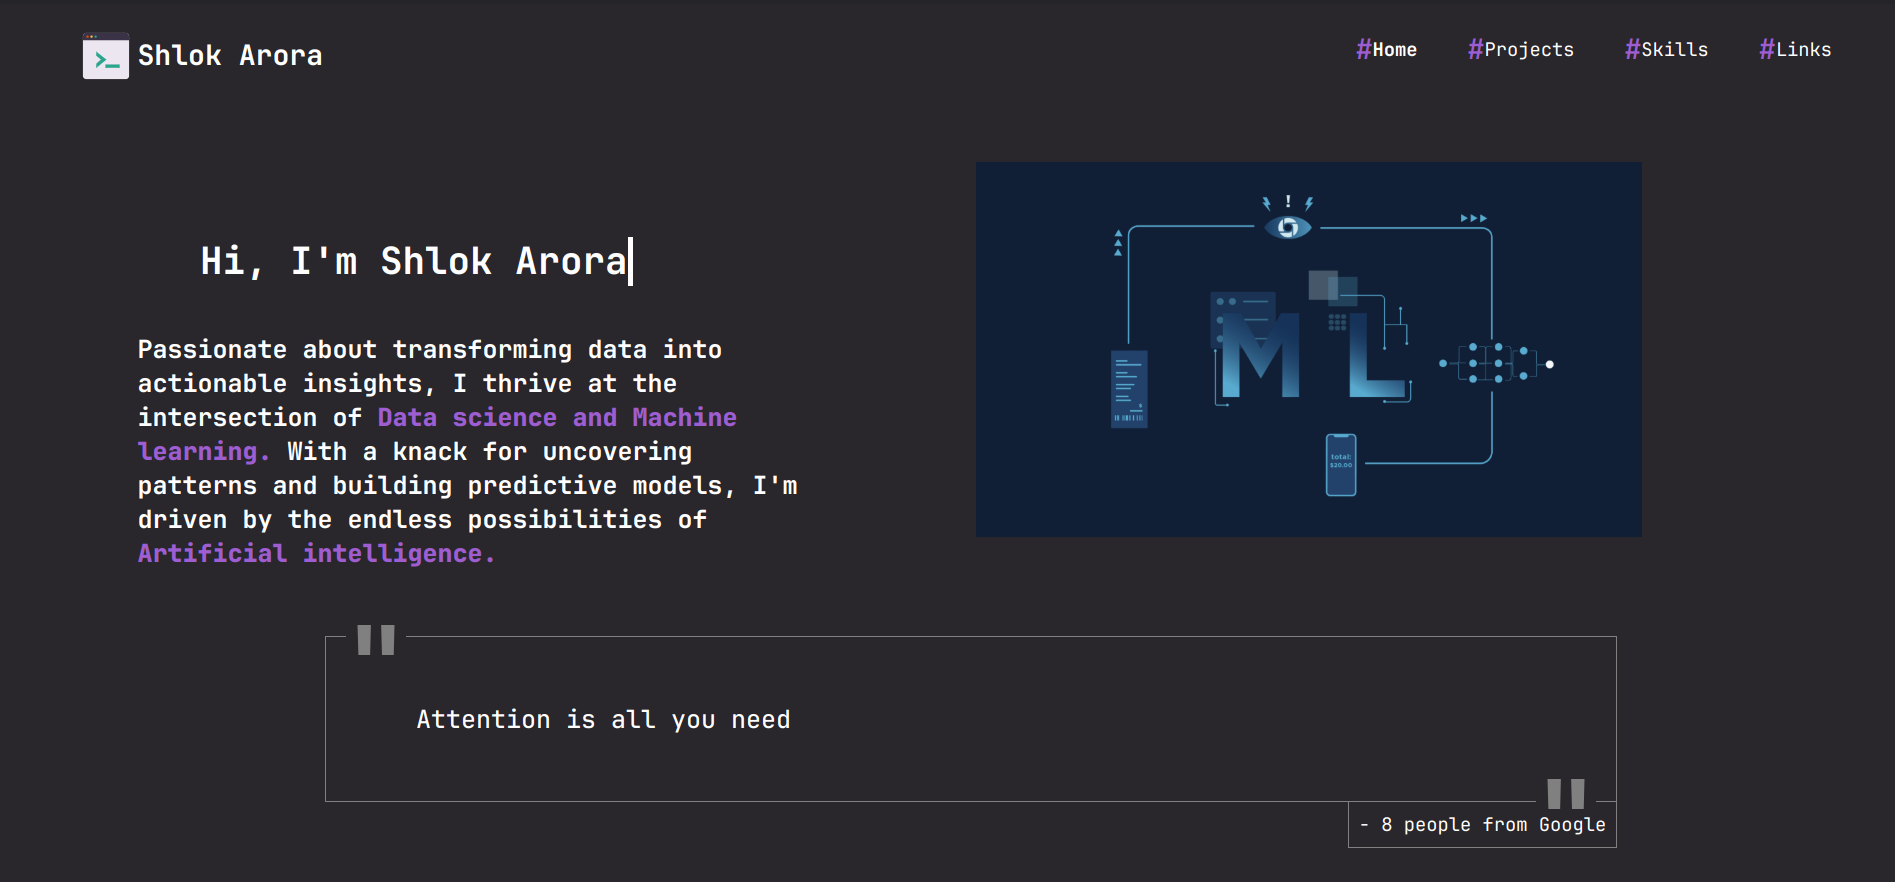 Shlok Arora
#Home #Projects #Skills #Links
Hi, I'm Shlok Arora
Passionate about transforming data into
actionable insights, I thrive at the
intersection of Data science and Machine
learning. With a knack for uncovering
patterns and building predictive models, I'm
driven by the endless possibilities of
Artificial intelligence.
!
ML
total:
$20.00
"
Attention is all you need
"
- 8 people from Google